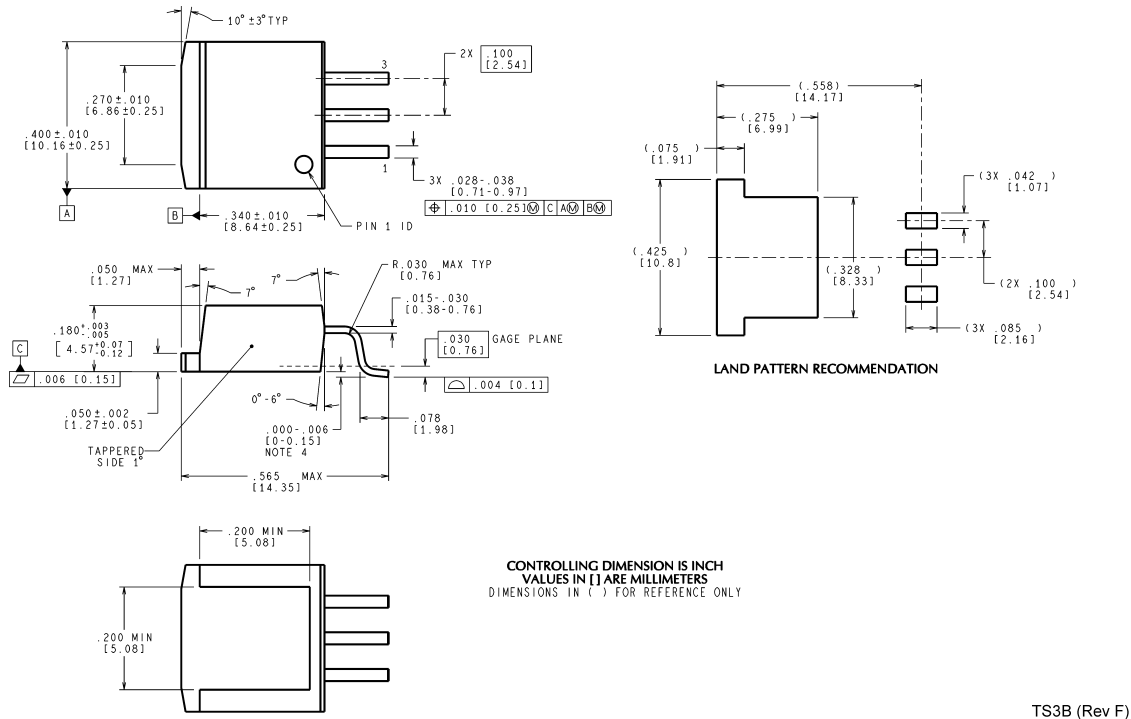 10° ±3° TYP
3
2X .100
[2.54]
.270±.010
[6.86±0.25]
.400±.010
[10.16±0.25]
1
3X .028-.038
[0.71-0.97]
⌖ .010 [0.25]Ⓜ C AⓂ BⓂ
A
B
.340±.010
[8.64±0.25]
PIN 1 ID
(.558)
[14.17]
(.275 )
[6.99]
(.075 )
[1.91]
(3X .042 )
[1.07]
(.425 )
[10.8]
(.328 )
[8.33]
(2X .100 )
[2.54]
(3X .085 )
[2.16]
LAND PATTERN RECOMMENDATION
.050 MAX
[1.27]
7°
7°
R.030 MAX TYP
[0.76]
.015-.030
[0.38-0.76]
.180+.003
-.005
[4.57+0.07
-0.12]
.030
[0.76]
GAGE PLANE
C
⏥ .006 [0.15]
⌓ .004 [0.1]
.050±.002
[1.27±0.05]
0°-6°
.000-.006
[0-0.15]
NOTE 4
.078
[1.98]
TAPPERED
SIDE 1°
.565 MAX
[14.35]
.200 MIN
[5.08]
.200 MIN
[5.08]
CONTROLLING DIMENSION IS INCH
VALUES IN [ ] ARE MILLIMETERS
DIMENSIONS IN ( ) FOR REFERENCE ONLY
TS3B (Rev F)